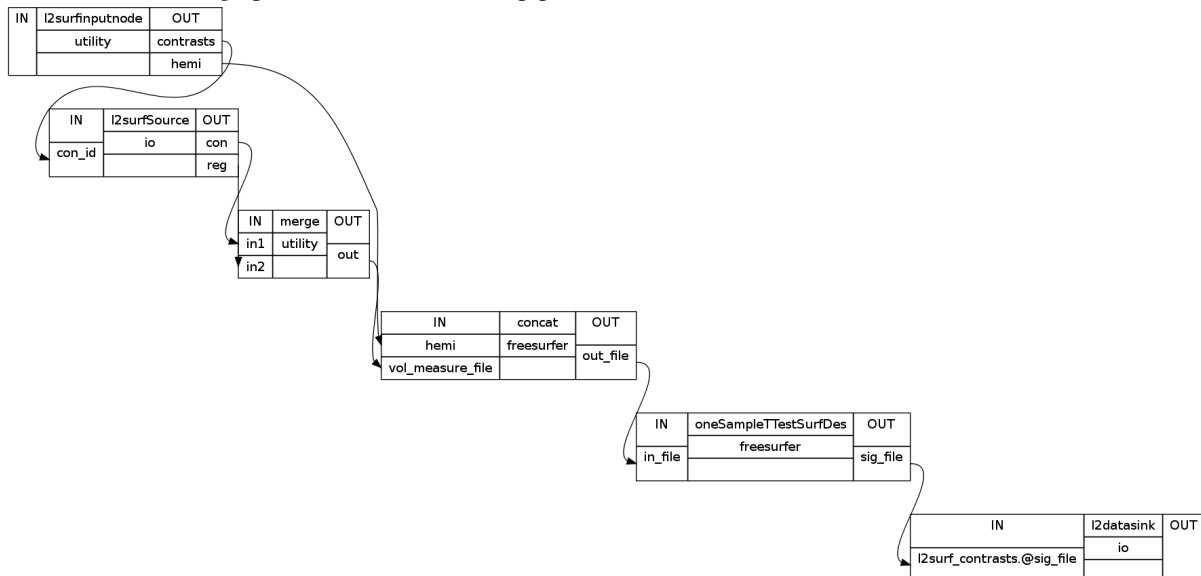 IN l2surfinputnode OUT
utility contrasts
hemi
IN l2surfSource OUT
con_id io con
reg
IN merge OUT
in1 utility out
in2
IN concat OUT
hemi freesurfer out_file
vol_measure_file
IN oneSampleTTestSurfDes OUT
in_file freesurfer sig_file
IN l2datasink OUT
l2surf_contrasts.@sig_file io